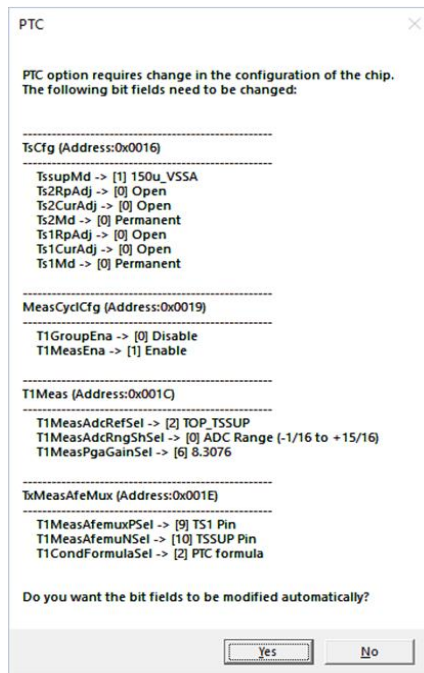 PTC
PTC option requires change in the configuration of the chip.
The following bit fields need to be changed:
----------------------------------------------------
TsCfg (Address:0x0016)
----------------------------------------------------
TssupMd -> [1] 150u_VSSA
Ts2RpAdj -> [0] Open
Ts2CurAdj -> [0] Open
Ts2Md -> [0] Permanent
Ts1RpAdj -> [0] Open
Ts1CurAdj -> [0] Open
Ts1Md -> [0] Permanent
----------------------------------------------------
MeasCyclCfg (Address:0x0019)
----------------------------------------------------
T1GroupEna -> [0] Disable
T1MeasEna -> [1] Enable
----------------------------------------------------
T1Meas (Address:0x001C)
----------------------------------------------------
T1MeasAdcRefSel -> [2] TOP_TSSUP
T1MeasAdcRngShSel -> [0] ADC Range (-1/16 to +15/16)
T1MeasPgaGainSel -> [6] 8.3076
----------------------------------------------------
TxMeasAfeMux (Address:0x001E)
----------------------------------------------------
T1MeasAfemuxPSel -> [9] TS1 Pin
T1MeasAfemuNSel -> [10] TSSUP Pin
T1CondFormulaSel -> [2] PTC formula
Do you want the bit fields to be modified automatically?
Yes No